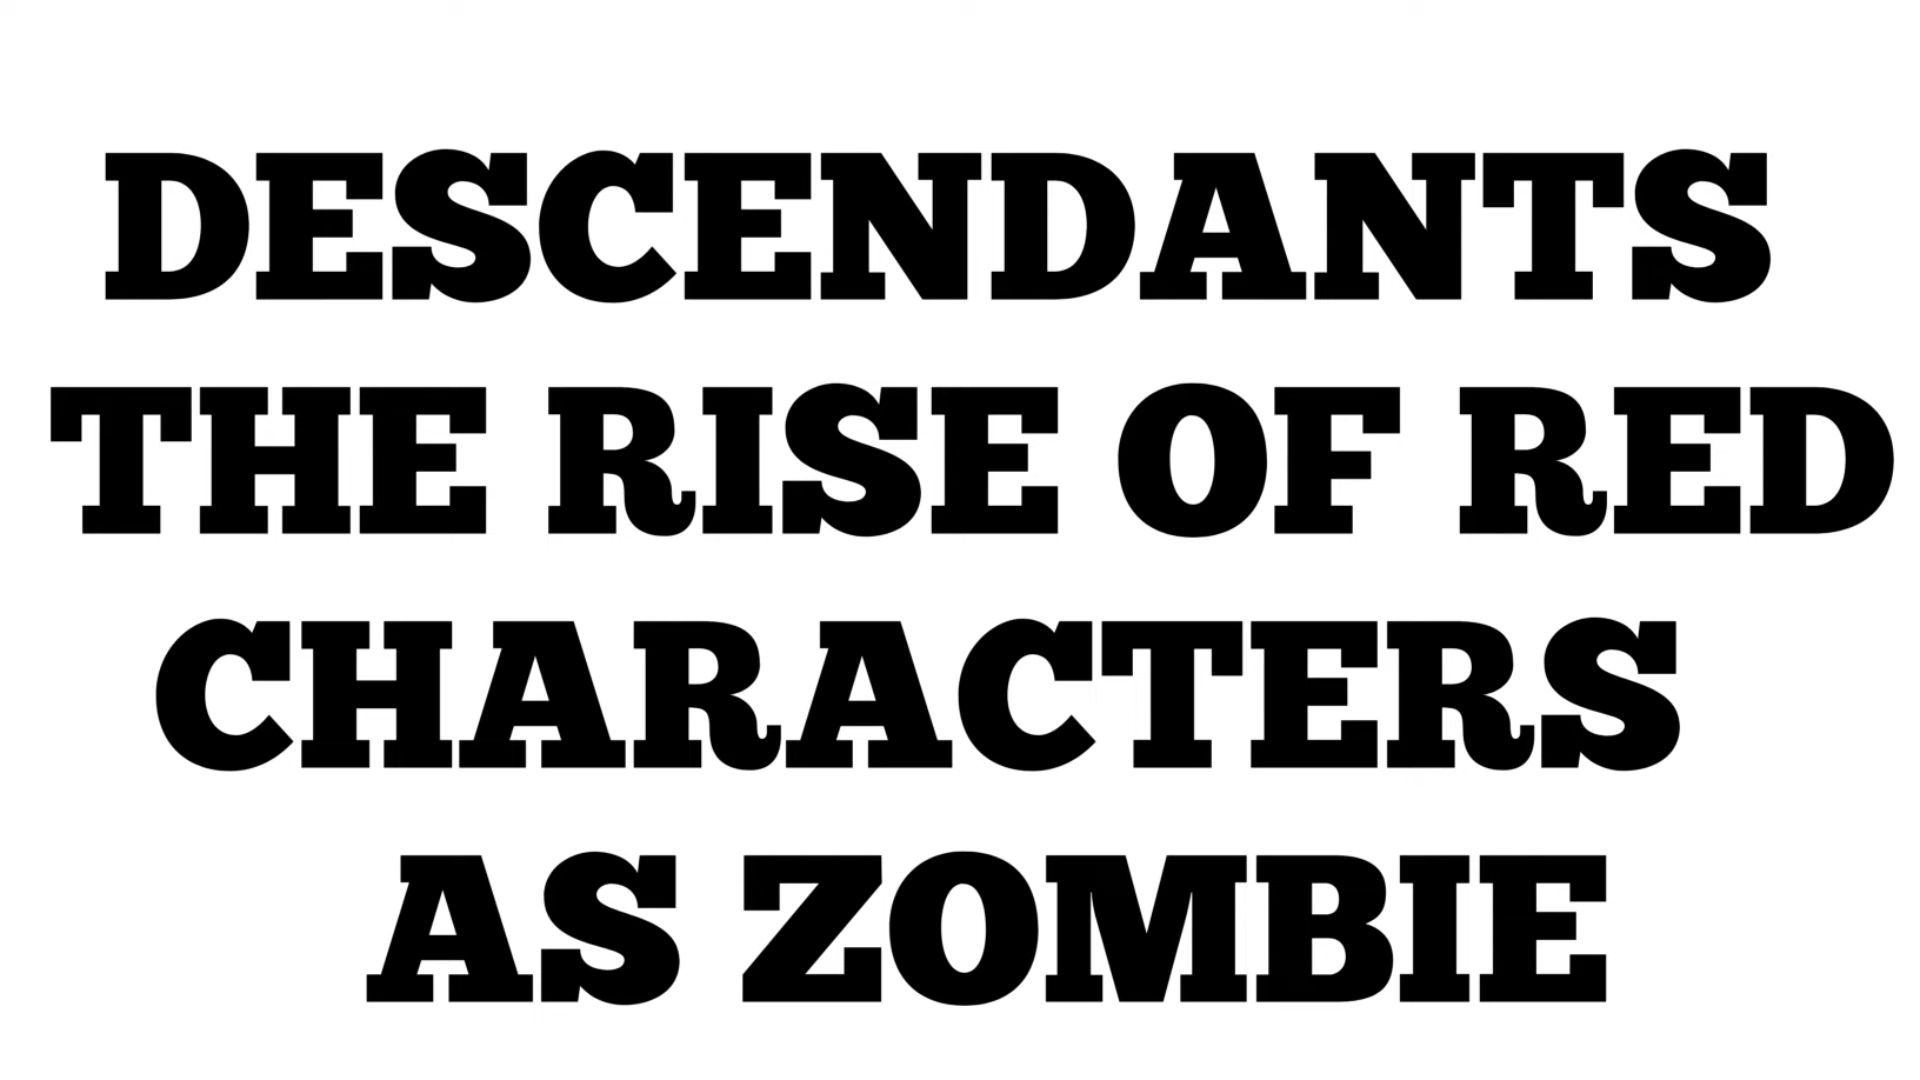 DESCENDANTS
THE RISE OF RED
CHARACTERS
AS ZOMBIE